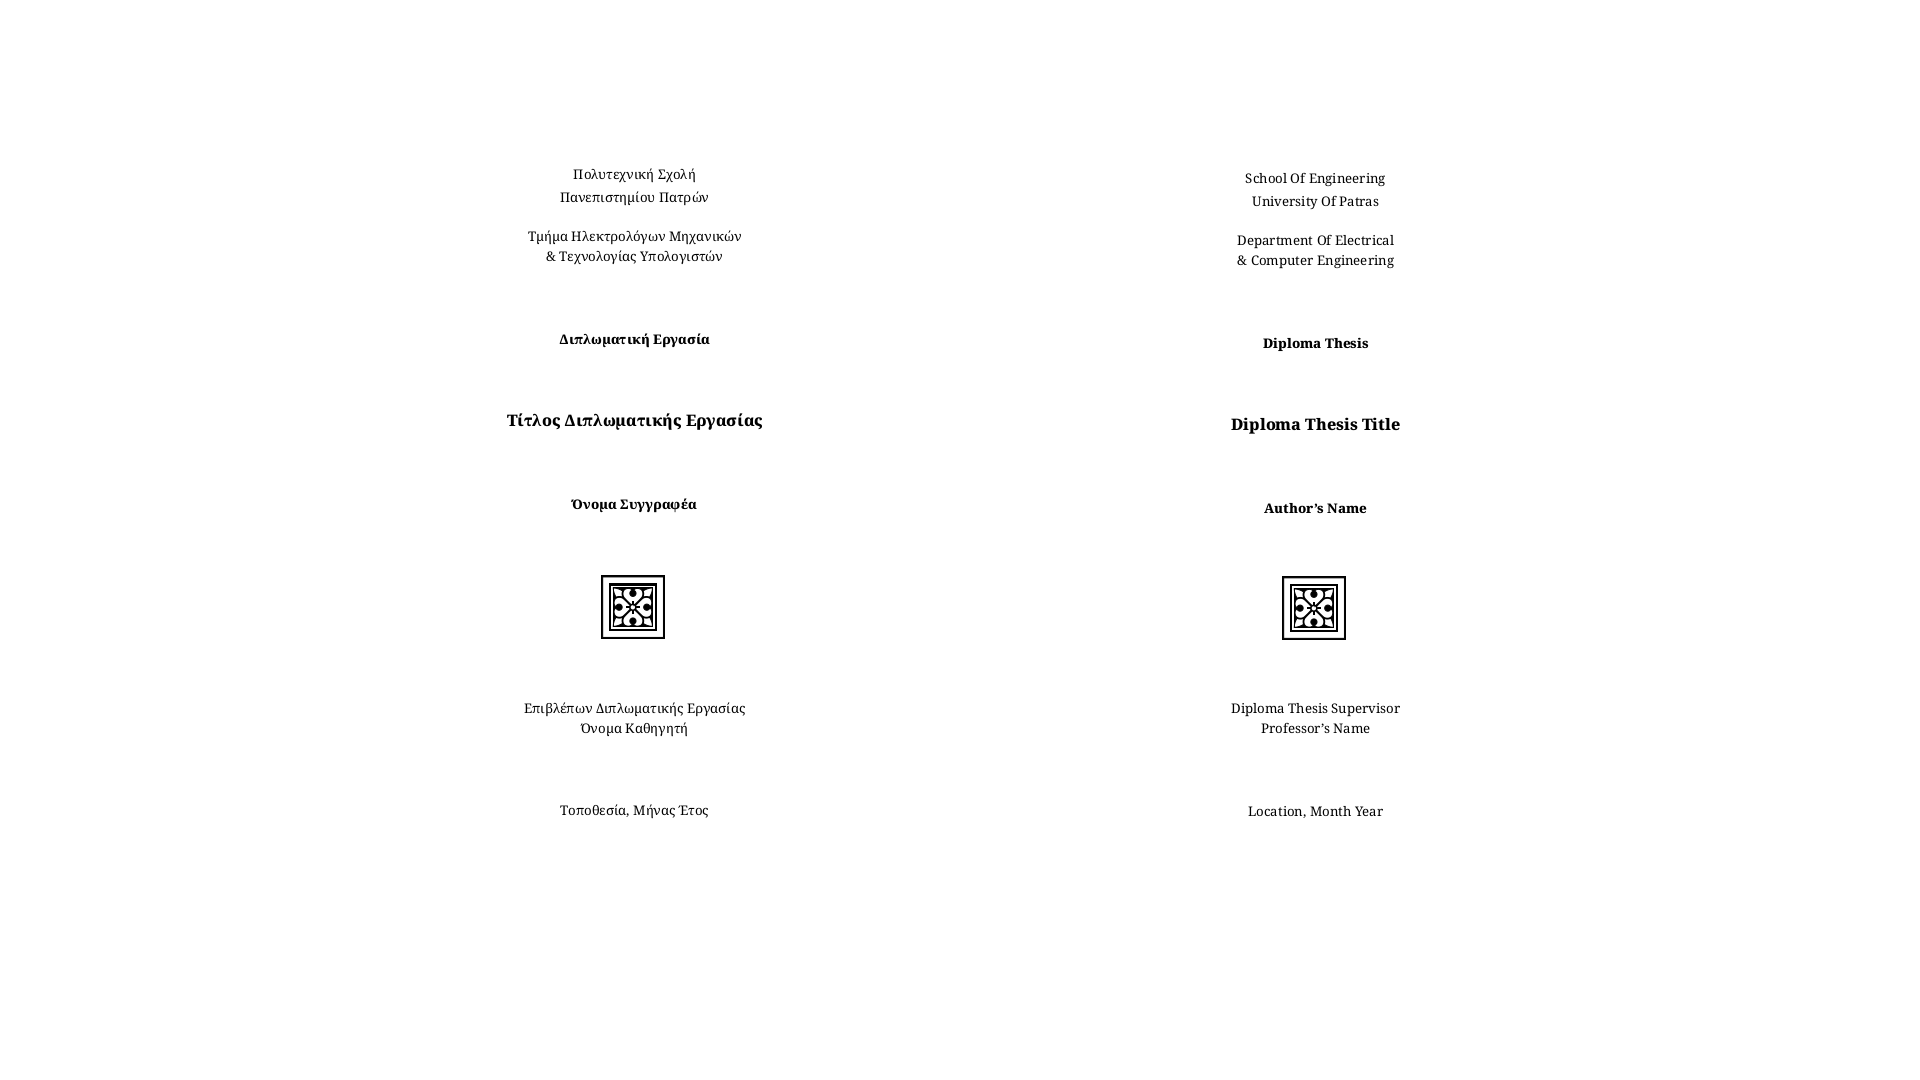 Πολυτεχνική Σχολή
Πανεπιστημίου Πατρών
Τμήμα Ηλεκτρολόγων Μηχανικών
& Τεχνολογίας Υπολογιστών
Διπλωματική Εργασία
Τίτλος Διπλωματικής Εργασίας
Όνομα Συγγραφέα
Επιβλέπων Διπλωματικής Εργασίας
Όνομα Καθηγητή
Τοποθεσία, Μήνας Έτος
School Of Engineering
University Of Patras
Department Of Electrical
& Computer Engineering
Diploma Thesis
Diploma Thesis Title
Author’s Name
Diploma Thesis Supervisor
Professor’s Name
Location, Month Year